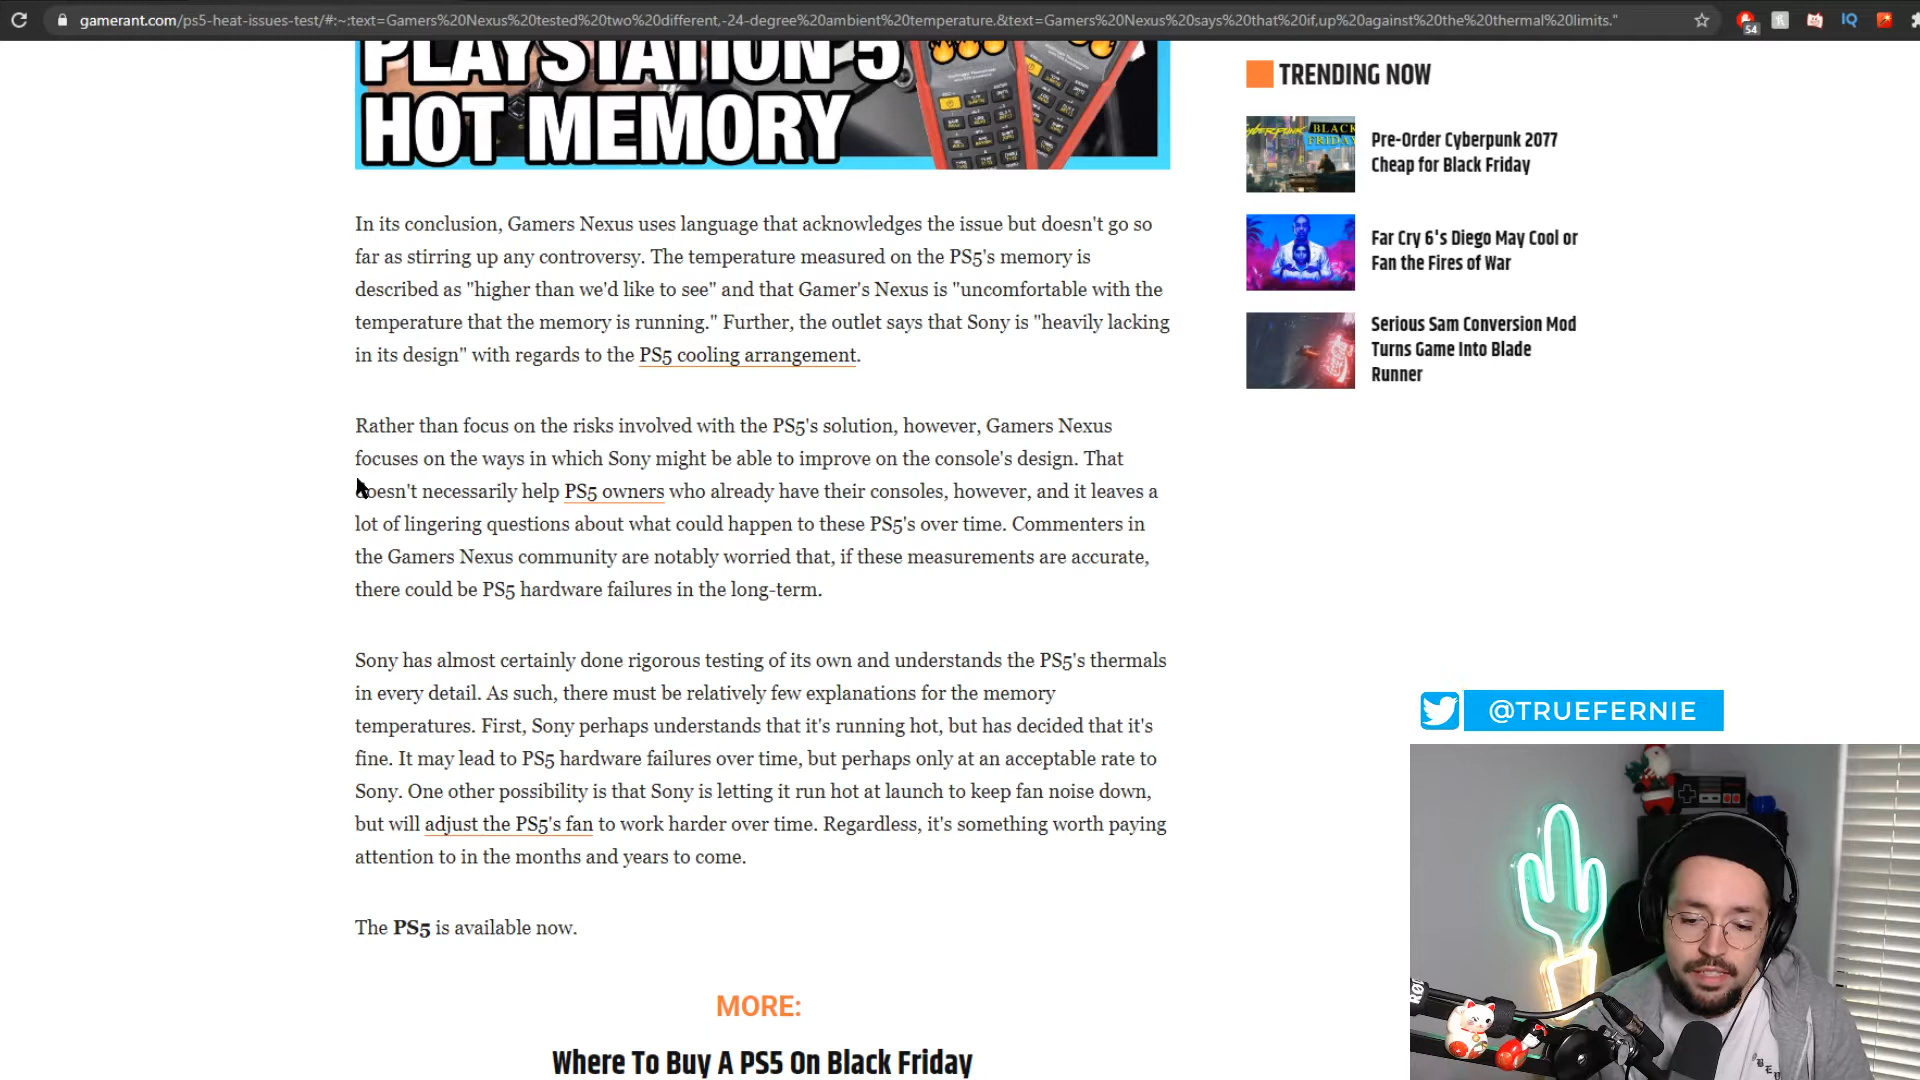 gamerant.com/ps5-heat-issues-test/#:~:text=Gamers%20Nexus%20tested%20two%20different,-24-degree%20ambient%20temperature.&text=Gamers%20Nexus%20says%20that%20if,up%20against%20the%20thermal%20limits."
54
IQ
PLAYSTATION 5
HOT MEMORY
In its conclusion, Gamers Nexus uses language that acknowledges the issue but doesn't go so
far as stirring up any controversy. The temperature measured on the PS5's memory is
described as "higher than we'd like to see" and that Gamer's Nexus is "uncomfortable with the
temperature that the memory is running." Further, the outlet says that Sony is "heavily lacking
in its design" with regards to the PS5 cooling arrangement.
Rather than focus on the risks involved with the PS5's solution, however, Gamers Nexus
focuses on the ways in which Sony might be able to improve on the console's design. That
doesn't necessarily help PS5 owners who already have their consoles, however, and it leaves a
lot of lingering questions about what could happen to these PS5's over time. Commenters in
the Gamers Nexus community are notably worried that, if these measurements are accurate,
there could be PS5 hardware failures in the long-term.
Sony has almost certainly done rigorous testing of its own and understands the PS5's thermals
in every detail. As such, there must be relatively few explanations for the memory
temperatures. First, Sony perhaps understands that it's running hot, but has decided that it's
fine. It may lead to PS5 hardware failures over time, but perhaps only at an acceptable rate to
Sony. One other possibility is that Sony is letting it run hot at launch to keep fan noise down,
but will adjust the PS5's fan to work harder over time. Regardless, it's something worth paying
attention to in the months and years to come.
The PS5 is available now.
MORE:
Where To Buy A PS5 On Black Friday
TRENDING NOW
BLACK
FRIDAY
Pre-Order Cyberpunk 2077
Cheap for Black Friday
Far Cry 6's Diego May Cool or
Fan the Fires of War
Serious Sam Conversion Mod
Turns Game Into Blade
Runner
@TRUEFERNIE